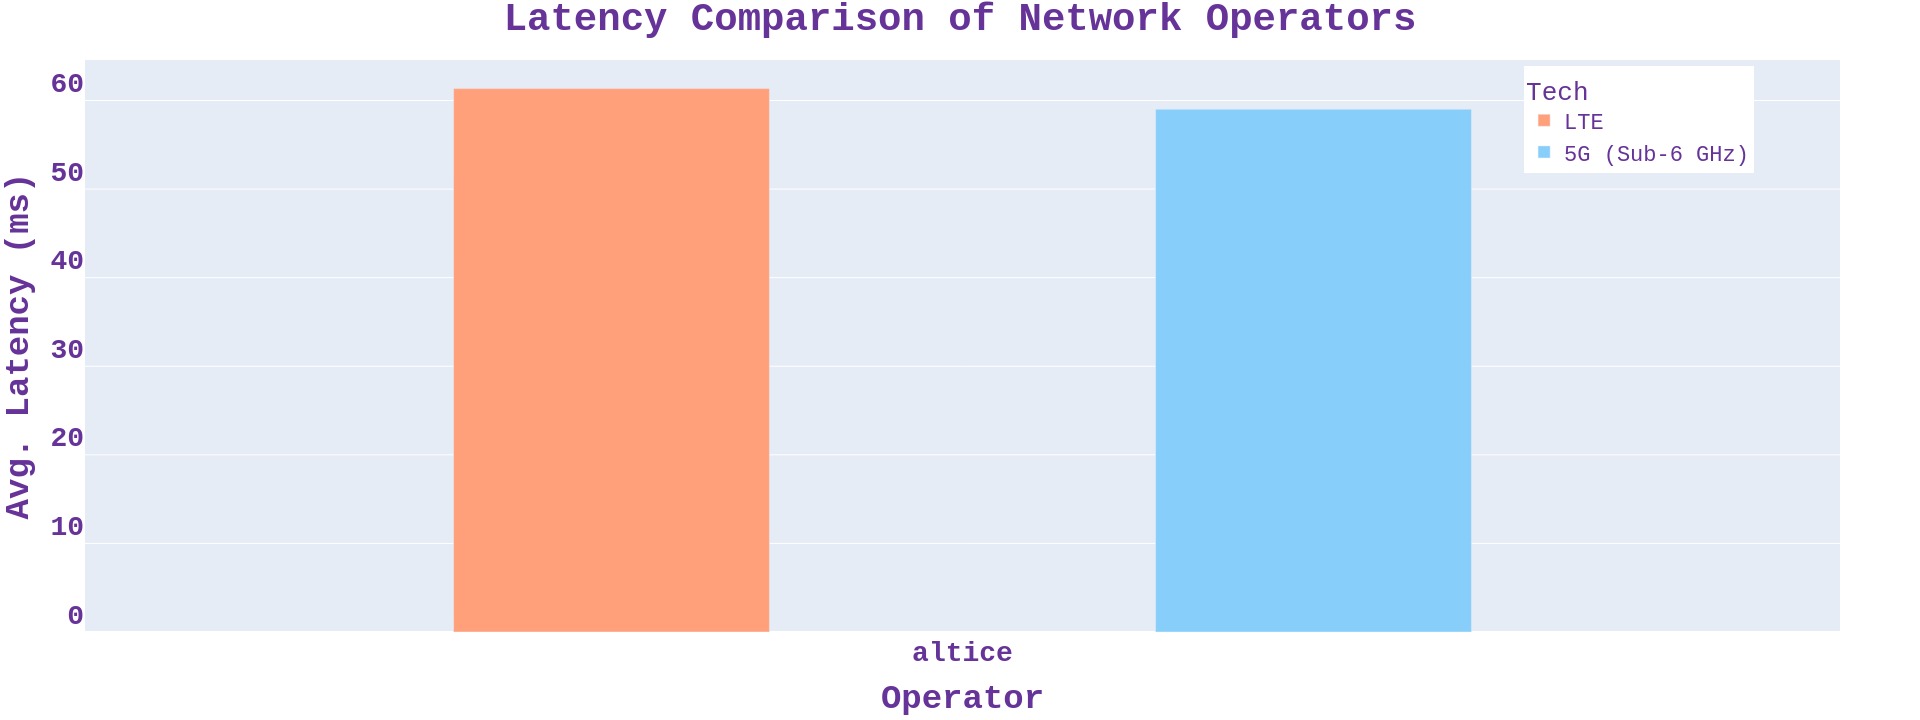 Latency Comparison of Network Operators
Avg. Latency (ms)
60
50
40
30
20
10
0
Tech
LTE
5G (Sub-6 GHz)
altice
Operator